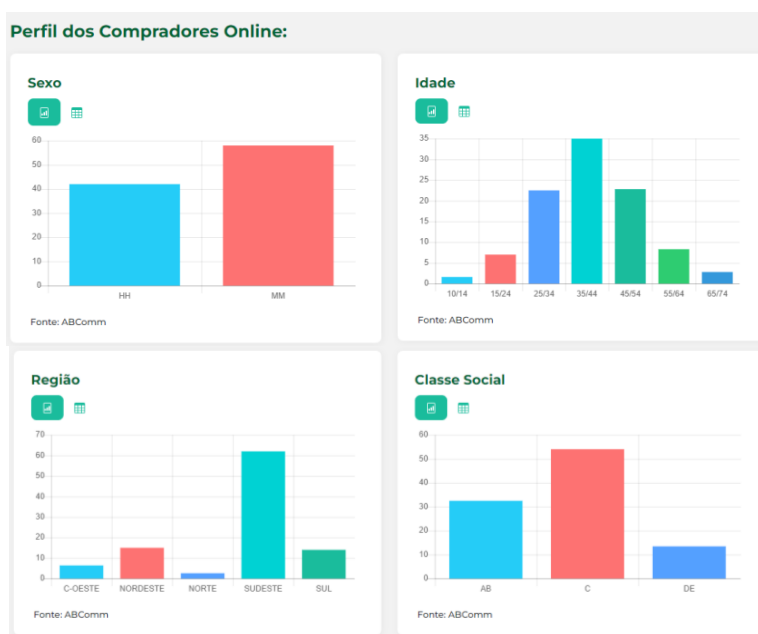 Perfil dos Compradores Online:
Sexo
60
50
40
30
20
10
0
HH MM
Fonte: ABComm
Idade
35
30
25
20
15
10
5
0
10/14 15/24 25/34 35/44 45/54 55/64 65/74
Fonte: ABComm
Região
70
60
50
40
30
20
10
0
C-OESTE NORDESTE NORTE SUDESTE SUL
Fonte: ABComm
Classe Social
60
50
40
30
20
10
0
AB C DE
Fonte: ABComm